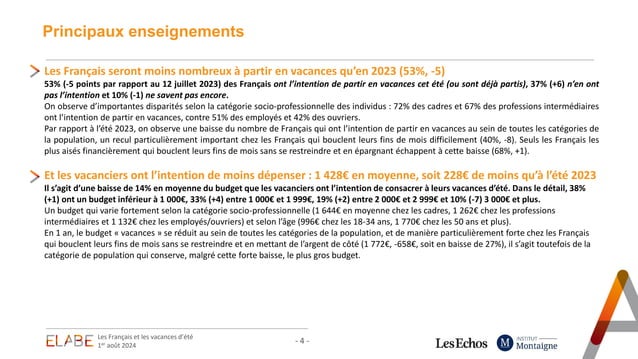 Principaux enseignements
Les Français seront moins nombreux à partir en vacances qu’en 2023 (53%, -5)
53% (-5 points par rapport au 12 juillet 2023) des Français ont l’intention de partir en vacances cet été (ou sont déjà partis), 37% (+6) n’en ont
pas l’intention et 10% (-1) ne savent pas encore.
On observe d’importantes disparités selon la catégorie socio-professionnelle des individus : 72% des cadres et 67% des professions intermédiaires
ont l’intention de partir en vacances, contre 51% des employés et 42% des ouvriers.
Par rapport à l’été 2023, on observe une baisse du nombre de Français qui ont l’intention de partir en vacances au sein de toutes les catégories de
la population, un recul particulièrement important chez les Français qui bouclent leurs fins de mois difficilement (40%, -8). Seuls les Français les
plus aisés financièrement qui bouclent leurs fins de mois sans se restreindre et en épargnant échappent à cette baisse (68%, +1).
Et les vacanciers ont l’intention de moins dépenser : 1 428€ en moyenne, soit 228€ de moins qu’à l’été 2023
Il s’agit d’une baisse de 14% en moyenne du budget que les vacanciers ont l’intention de consacrer à leurs vacances d’été. Dans le détail, 38%
(+1) ont un budget inférieur à 1 000€, 33% (+4) entre 1 000€ et 1 999€, 19% (+2) entre 2 000€ et 2 999€ et 10% (-7) 3 000€ et plus.
Un budget qui varie fortement selon la catégorie socio-professionnelle (1 644€ en moyenne chez les cadres, 1 262€ chez les professions
intermédiaires et 1 132€ chez les employés/ouvriers) et selon l’âge (996€ chez les 18-34 ans, 1 770€ chez les 50 ans et plus).
En 1 an, le budget « vacances » se réduit au sein de toutes les catégories de la population, et de manière particulièrement forte chez les Français
qui bouclent leurs fins de mois sans se restreindre et en mettant de l’argent de côté (1 772€, -658€, soit en baisse de 27%), il s’agit toutefois de la
catégorie de population qui conserve, malgré cette forte baisse, le plus gros budget.
ELABE
Les Français et les vacances d’été
1er août 2024
- 4 -
Les Echos
M
INSTITUT
Montaigne